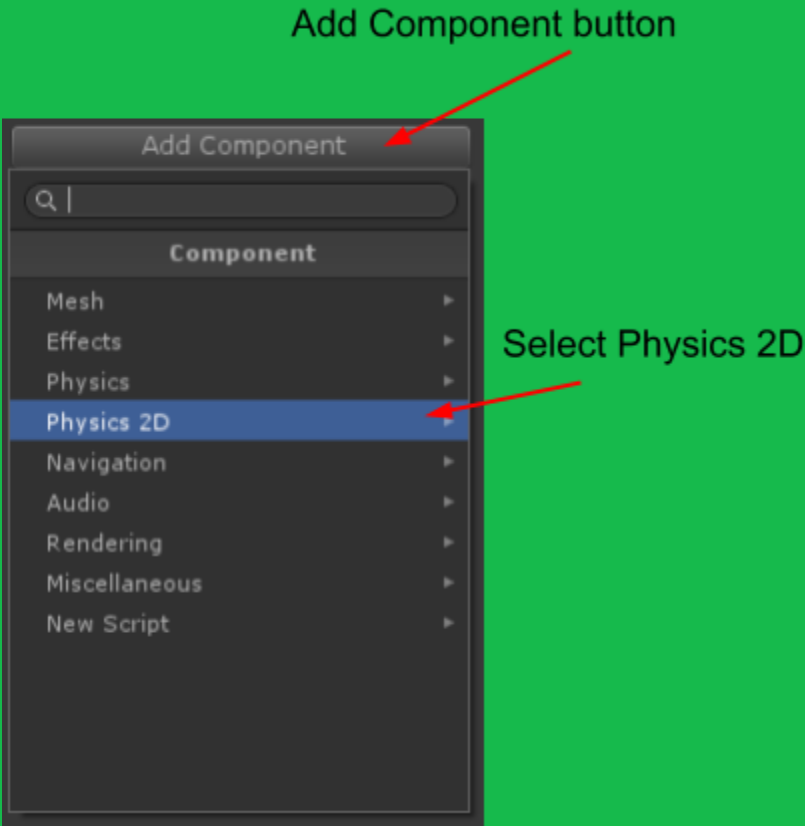 Add Component button
Add Component
Component
Mesh
Effects
Physics
Select Physics 2D
Physics 2D
Navigation
Audio
Rendering
Miscellaneous
New Script